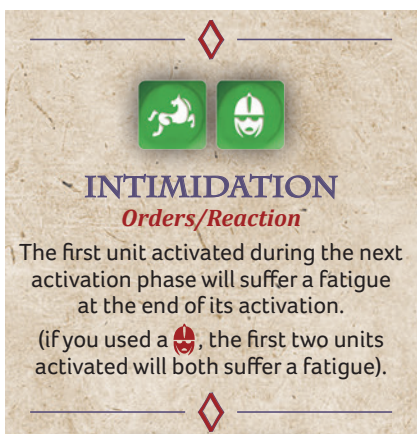 INTIMIDATION
Orders/Reaction
The first unit activated during the next
activation phase will suffer a fatigue
at the end of its activation.
(if you used a , the first two units
activated will both suffer a fatigue).